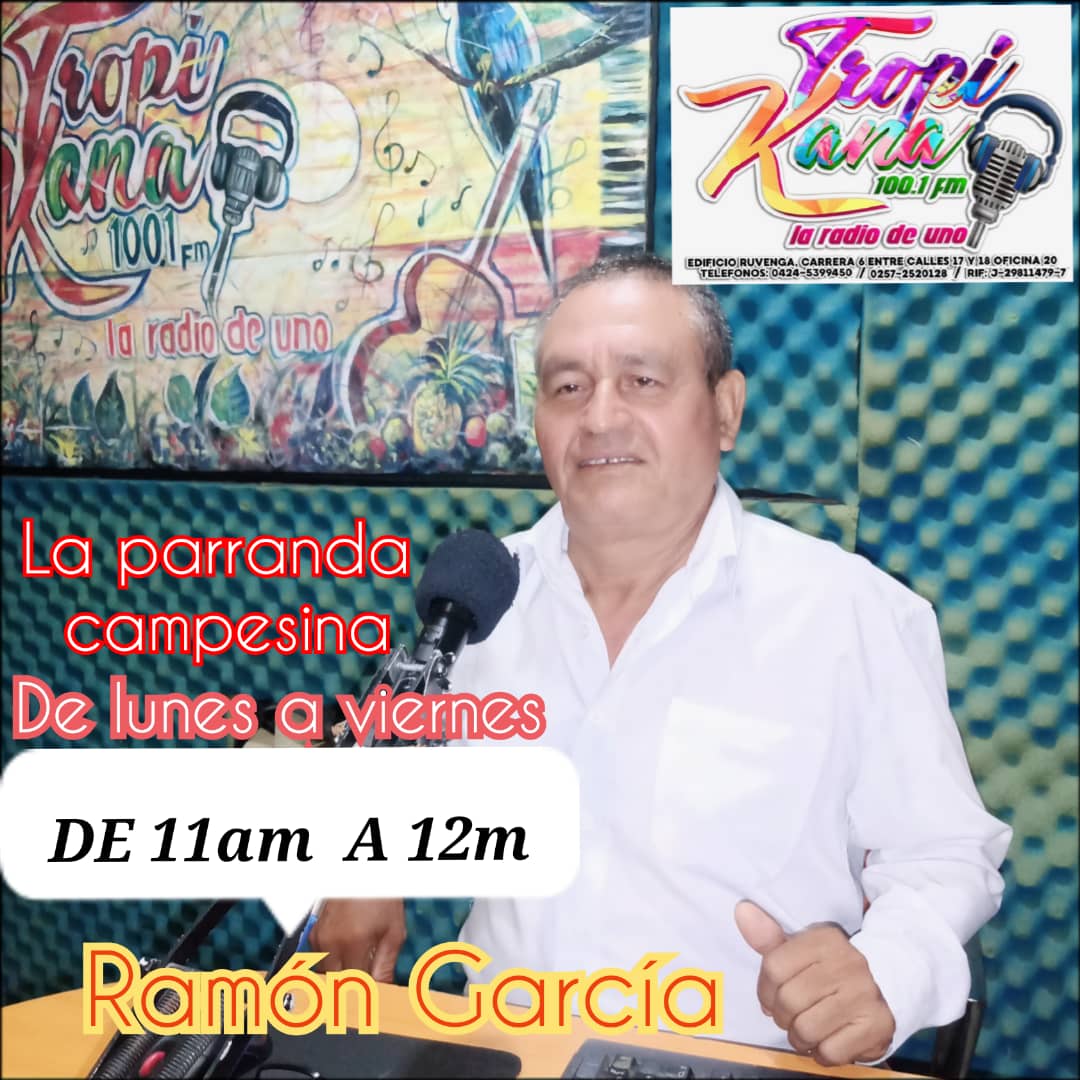 Tropi
Kana
100.1 Fm
la radio de uno
Tropi
Kana
100.1 fm
la radio de uno
EDIFICIO RUVENGA, CARRERA 6 ENTRE CALLES 17 Y 18 OFICINA 20
TELEFONOS: 0424-5399450 / 0257-2520128 / RIF: J-29811479-7
La parranda
campesina
De lunes a viernes
DE 11am A 12m
Ramón García